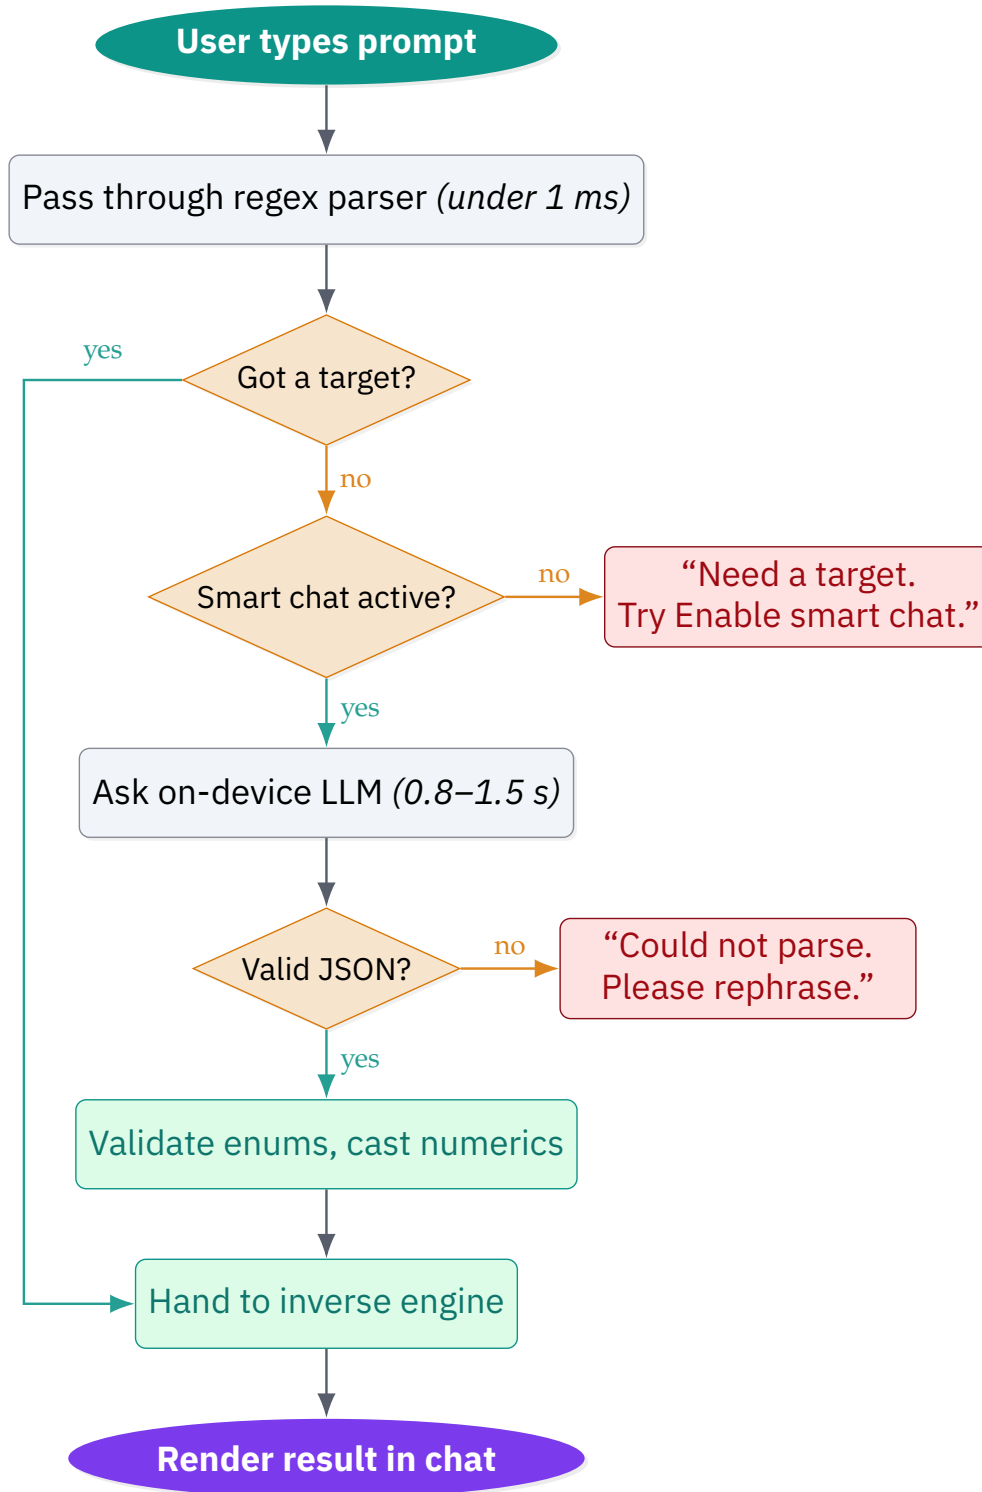 User types prompt
Pass through regex parser (under 1 ms)
yes
Got a target?
no
Smart chat active?
no
“Need a target.
Try Enable smart chat.”
yes
Ask on-device LLM (0.8–1.5 s)
Valid JSON?
no
“Could not parse.
Please rephrase.”
yes
Validate enums, cast numerics
Hand to inverse engine
Render result in chat